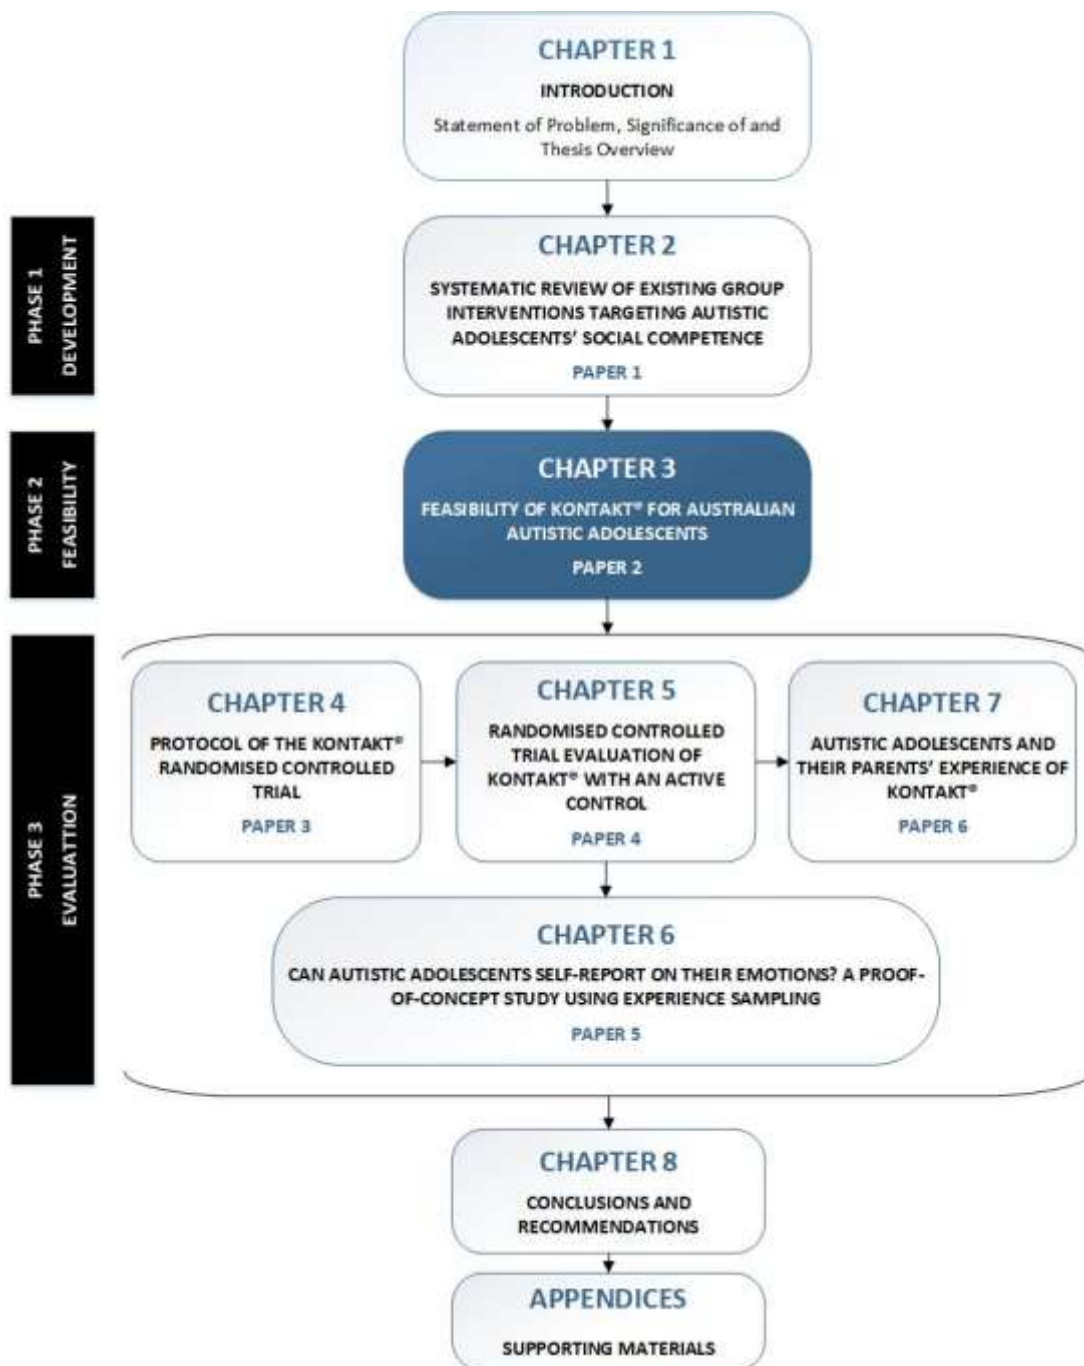 CHAPTER 1
INTRODUCTION
Statement of Problem, Significance of and
Thesis Overview
PHASE 1
DEVELOPMENT
CHAPTER 2
SYSTEMATIC REVIEW OF EXISTING GROUP
INTERVENTIONS TARGETING AUTISTIC
ADOLESCENTS' SOCIAL COMPETENCE
PAPER 1
PHASE 2
FEASIBILITY
CHAPTER 3
FEASIBILITY OF KONTAKT® FOR AUSTRALIAN
AUTISTIC ADOLESCENTS
PAPER 2
PHASE 3
EVALUATTION
CHAPTER 4
PROTOCOL OF THE KONTAKT®
RANDOMISED CONTROLLED
TRIAL
PAPER 3
CHAPTER 5
RANDOMISED CONTROLLED
TRIAL EVALUATION OF
KONTAKT® WITH AN ACTIVE
CONTROL
PAPER 4
CHAPTER 7
AUTISTIC ADOLESCENTS AND
THEIR PARENTS' EXPERIENCE OF
KONTAKT®
PAPER 6
CHAPTER 6
CAN AUTISTIC ADOLESCENTS SELF-REPORT ON THEIR EMOTIONS? A PROOF-
OF-CONCEPT STUDY USING EXPERIENCE SAMPLING
PAPER 5
CHAPTER 8
CONCLUSIONS AND
RECOMMENDATIONS
APPENDICES
SUPPORTING MATERIALS